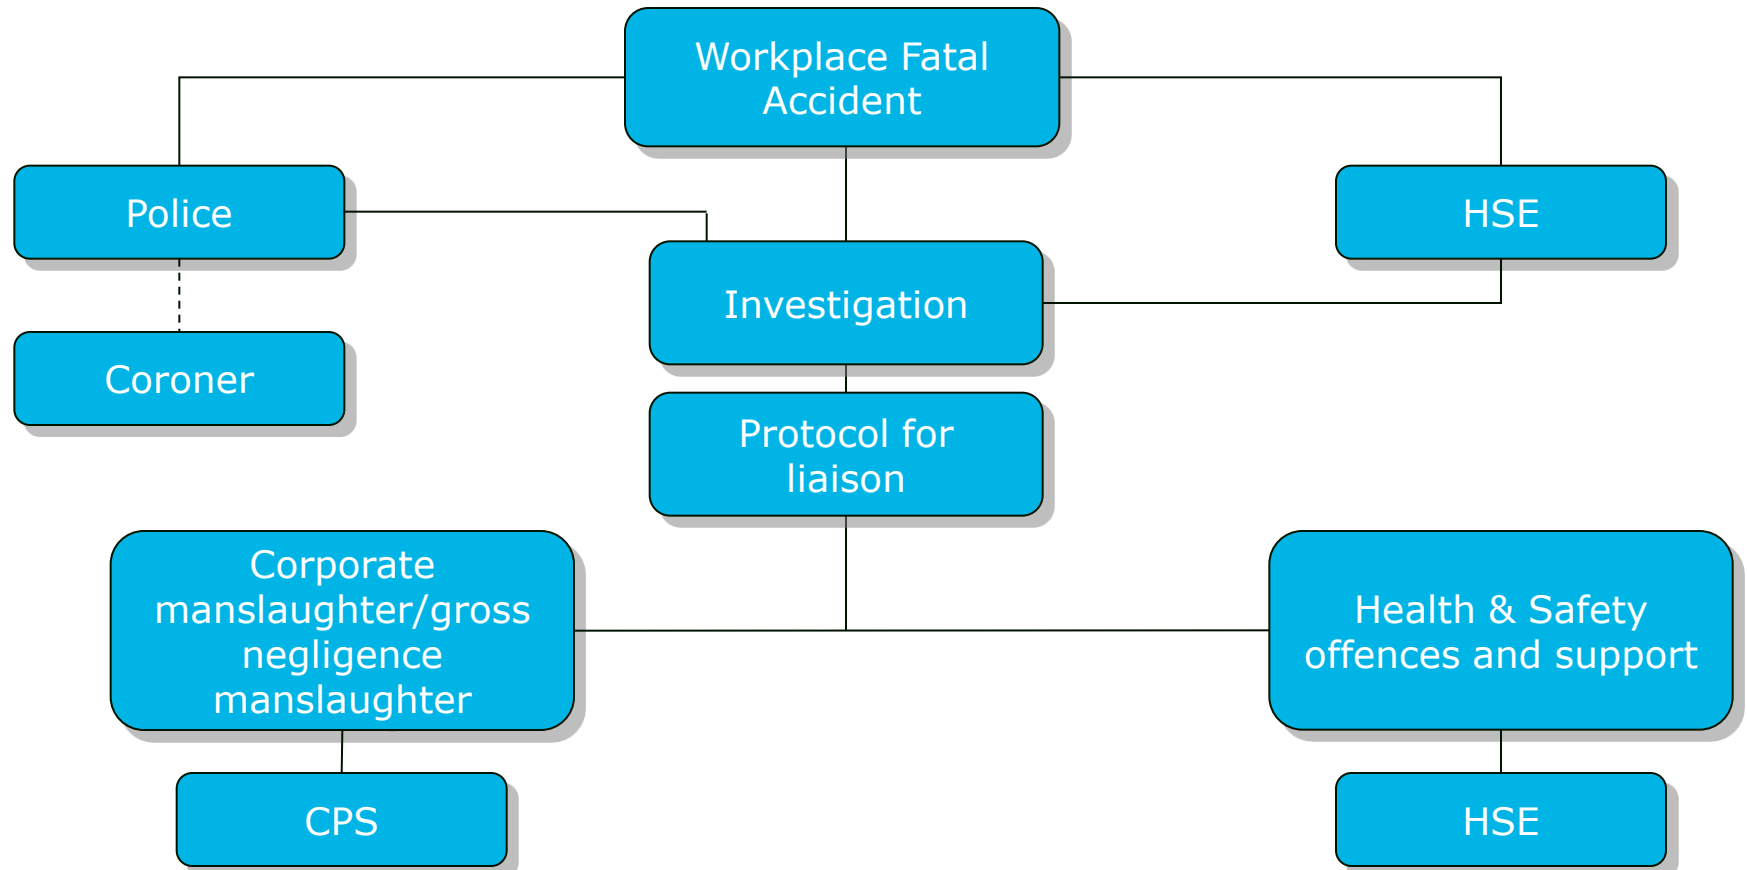 Workplace Fatal
Accident
Police
HSE
Investigation
Coroner
Protocol for
liaison
Corporate
manslaughter/gross
negligence
manslaughter
Health & Safety
offences and support
CPS
HSE